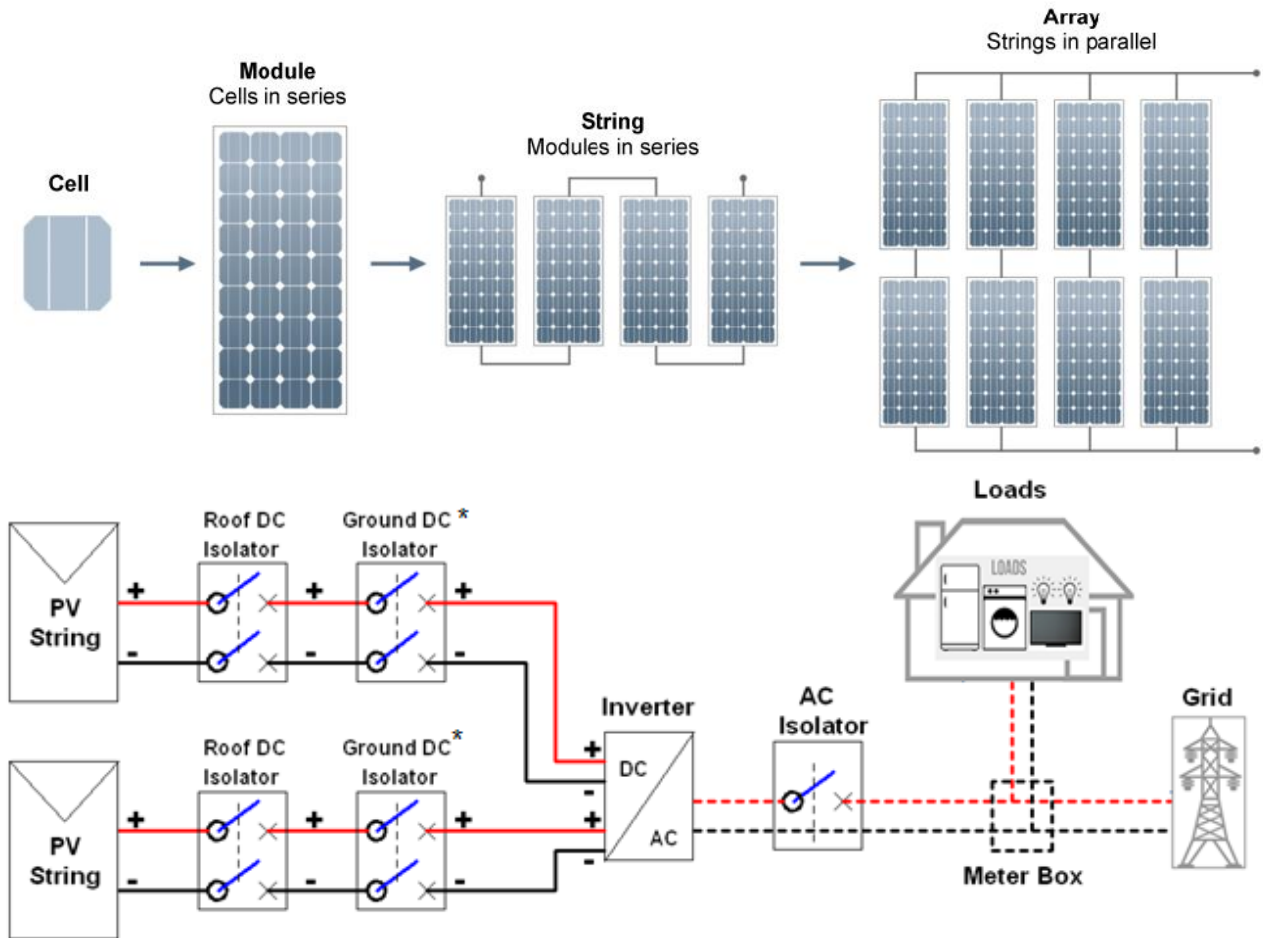 Array
Strings in parallel
Module
Cells in series
String
Modules in series
Cell
Loads
LOADS
Roof DC
Isolator
Ground DC *
Isolator
+
+
+
PV
String
-
-
-
Inverter
AC
Isolator
Grid
Roof DC
Isolator
Ground DC*
Isolator
+
DC
-
+
+
+
+
PV
String
AC
-
-
-
-
Meter Box